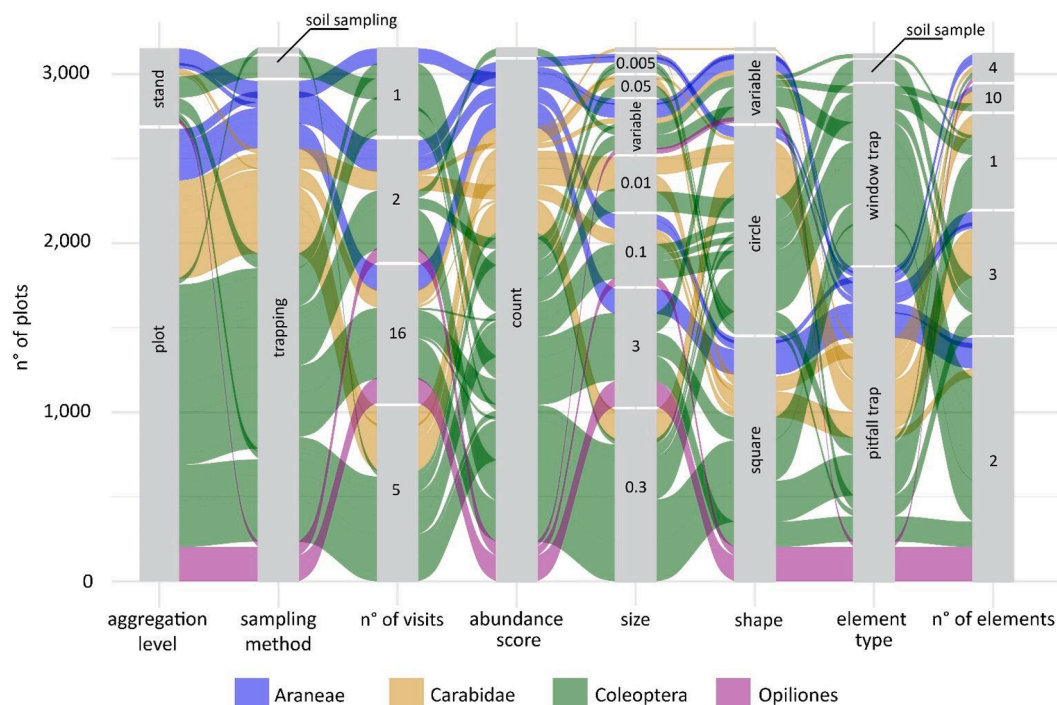 soil sampling
soil sample
n° of plots
3,000
2,000
1,000
0
stand
plot
trapping
1
2
16
5
count
0.005
0.05
variable
0.01
0.1
3
0.3
variable
circle
square
window trap
pitfall trap
4
10
1
3
2
aggregation
level
sampling
method
n° of visits
abundance
score
size
shape
element
type
n° of elements
Araneae
Carabidae
Coleoptera
Opiliones